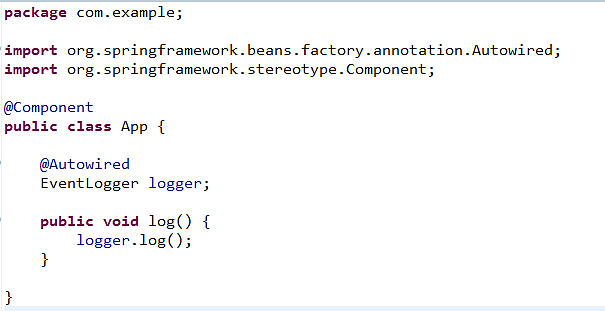 package com.example;
import org.springframework.beans.factory.annotation.Autowired;
import org.springframework.stereotype.Component;
@Component
public class App {
@Autowired
EventLogger logger;
public void log() {
logger.log();
}
}